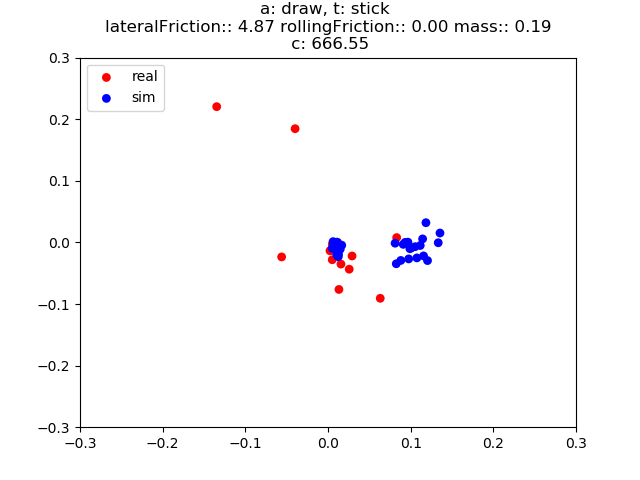 a: draw, t: stick
lateralFriction:: 4.87 rollingFriction:: 0.00 mass:: 0.19
c: 666.55
real
sim
0.3
0.2
0.1
0.0
−0.1
−0.2
−0.3
−0.3 −0.2 −0.1 0.0 0.1 0.2 0.3